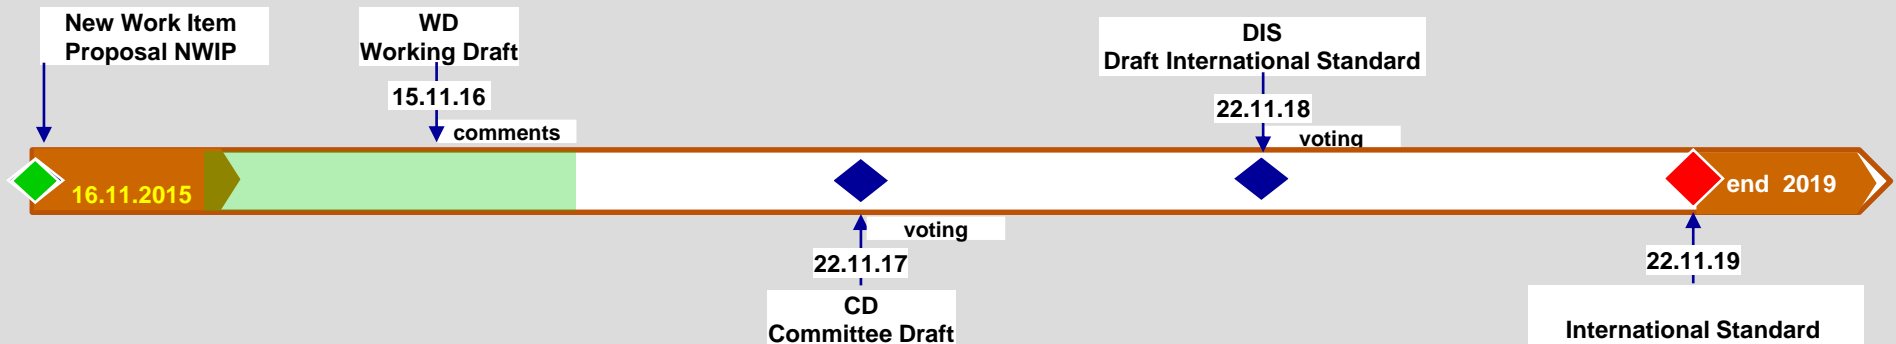 New Work Item
Proposal NWIP
WD
Working Draft
15.11.16
comments
DIS
Draft International Standard
22.11.18
voting
16.11.2015
end 2019
voting
22.11.17
CD
Committee Draft
22.11.19
International Standard